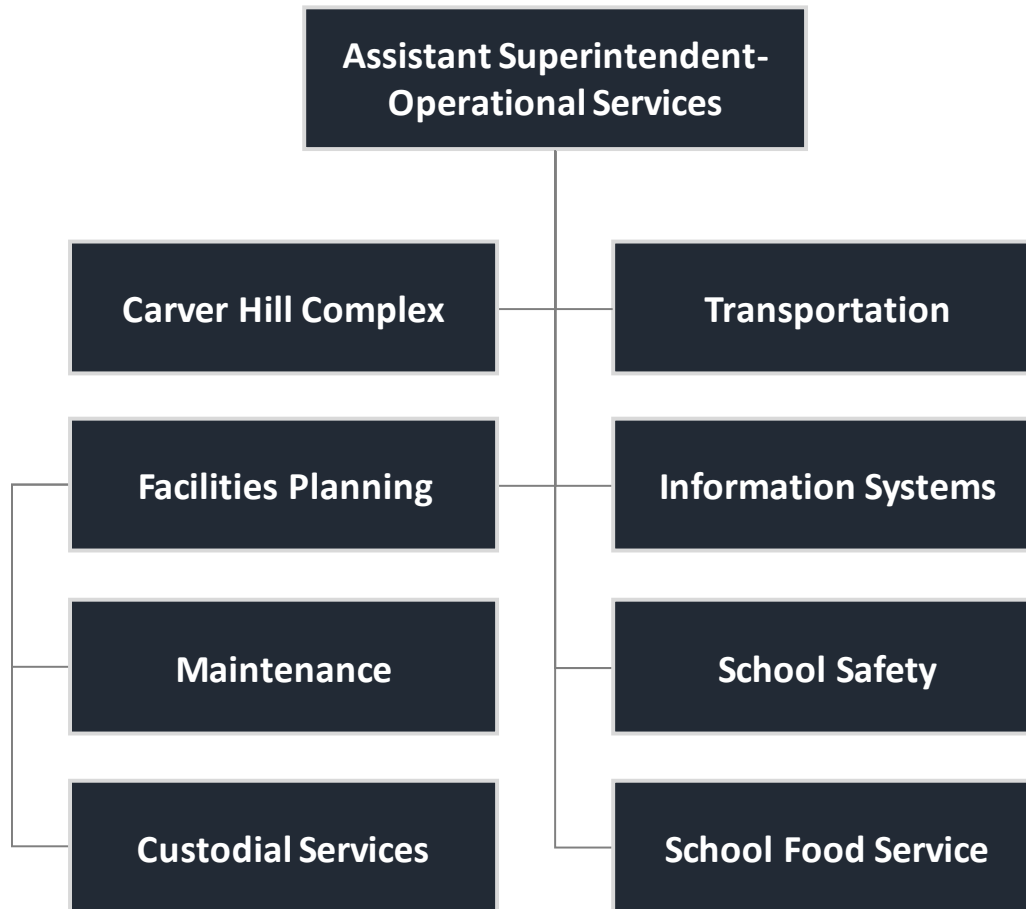 Assistant Superintendent-
Operational Services
Carver Hill Complex
Transportation
Facilities Planning
Information Systems
Maintenance
School Safety
Custodial Services
School Food Service